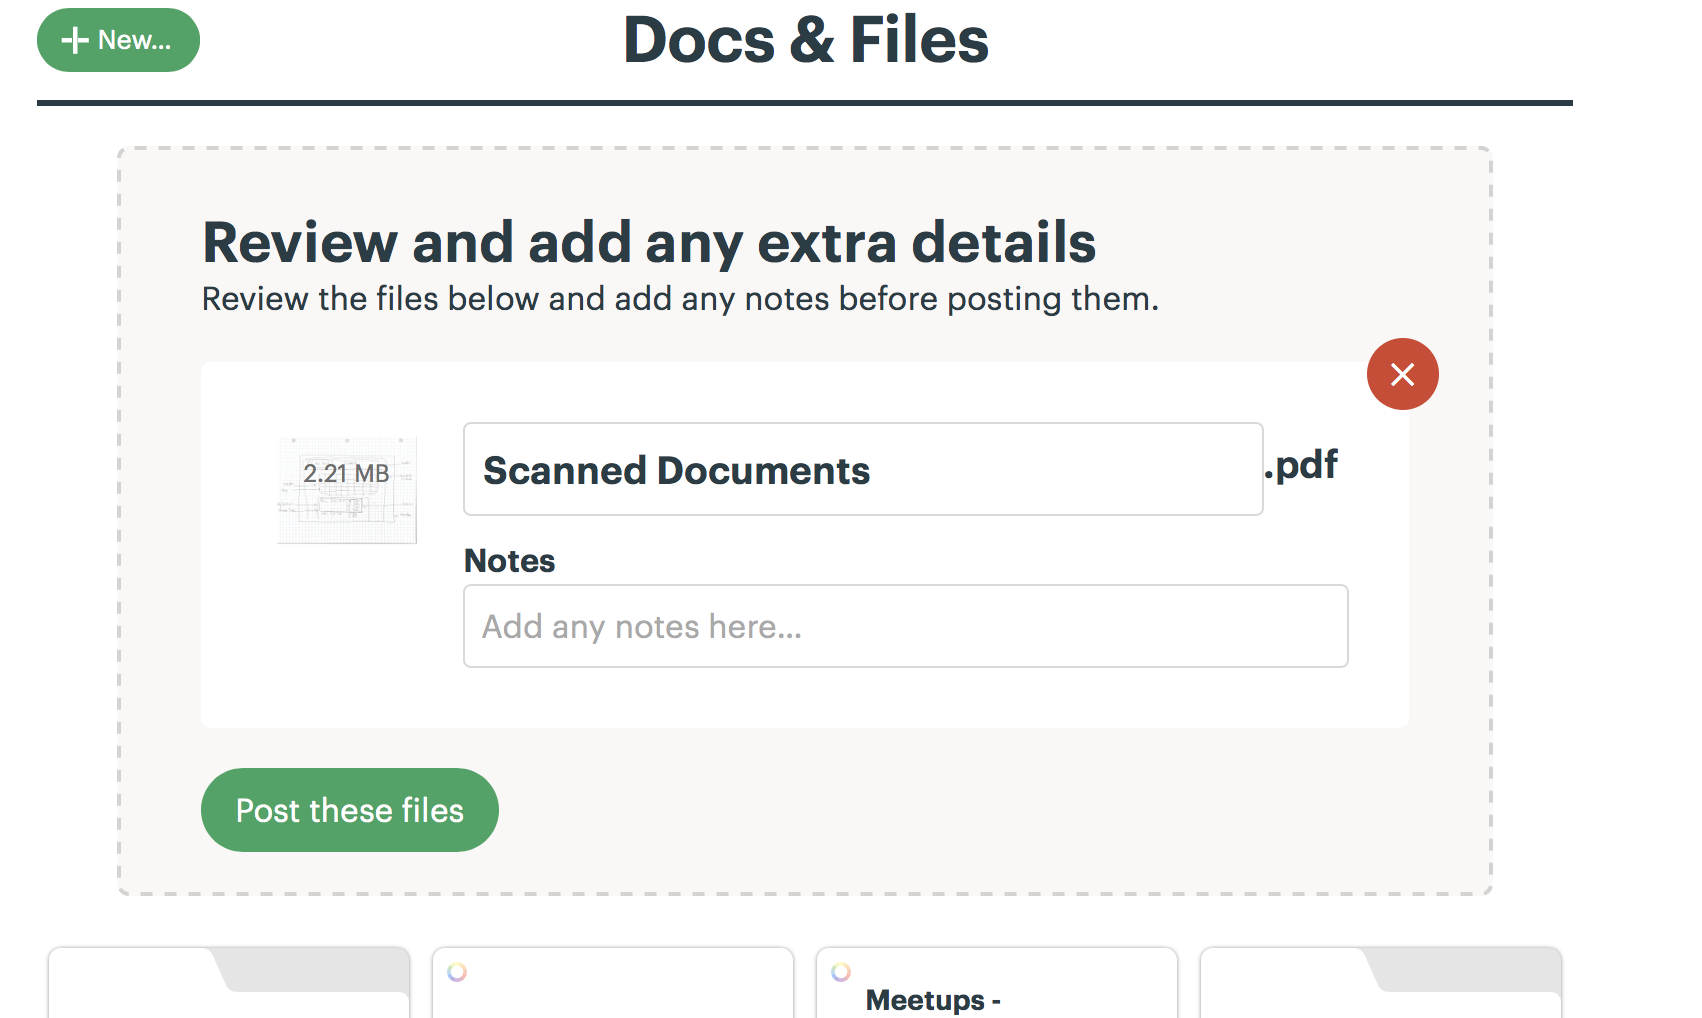 New...
Docs & Files
Review and add any extra details
Review the files below and add any notes before posting them.
2.21 MB
Scanned Documents
.pdf
Notes
Add any notes here...
Post these files
Meetups -